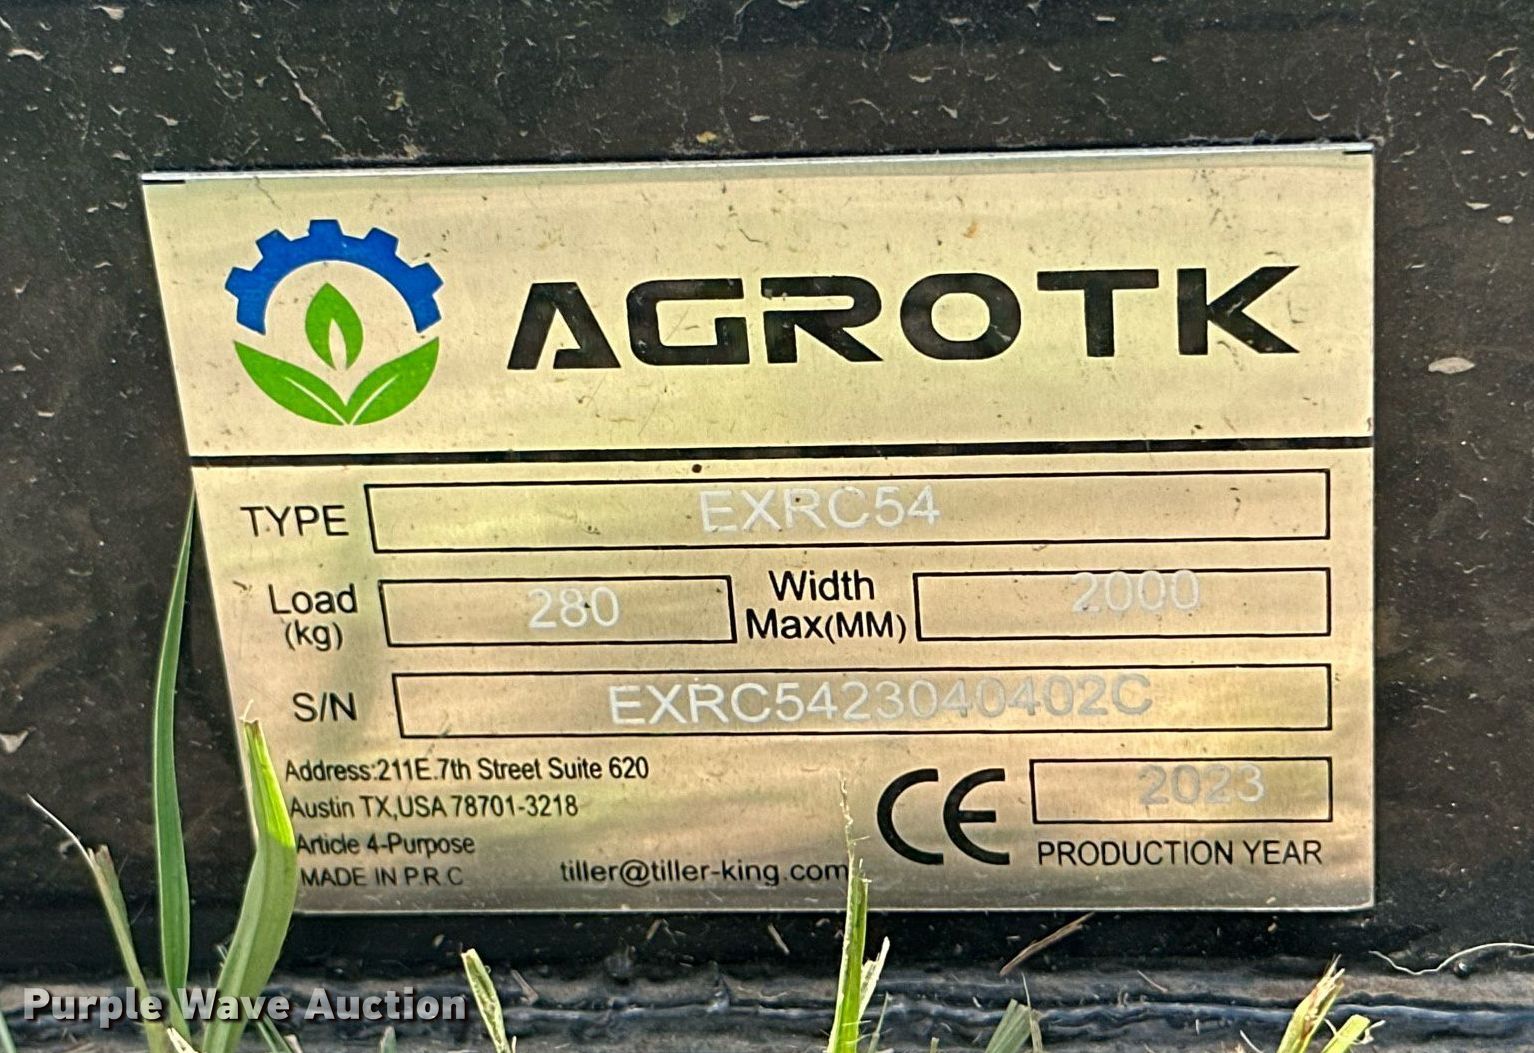 AGROTK
TYPE EXRC54
Load (kg) 280 Width Max(MM) 2000
S/N EXRC5423040402C
Address:211E.7th Street Suite 620
Austin TX,USA 78701-3218
Article 4-Purpose
MADE IN P.R.C
tiller@tiller-king.com
CE
2023
PRODUCTION YEAR
Purple Wave Auction